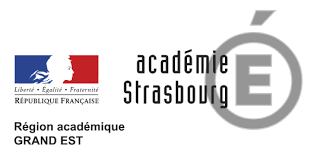 Liberté • Égalité • Fraternité
RÉPUBLIQUE FRANÇAISE
académie
Strasbourg
É
Région académique
GRAND EST